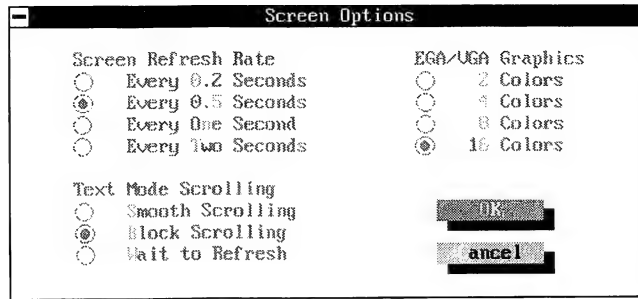 Screen Options
Screen Refresh Rate
Every 0.2 Seconds
Every 0.5 Seconds
Every One Second
Every Two Seconds
EGA/VGA Graphics
2 Colors
4 Colors
8 Colors
16 Colors
Text Mode Scrolling
Smooth Scrolling
Block Scrolling
Wait to Refresh
OK
Cancel